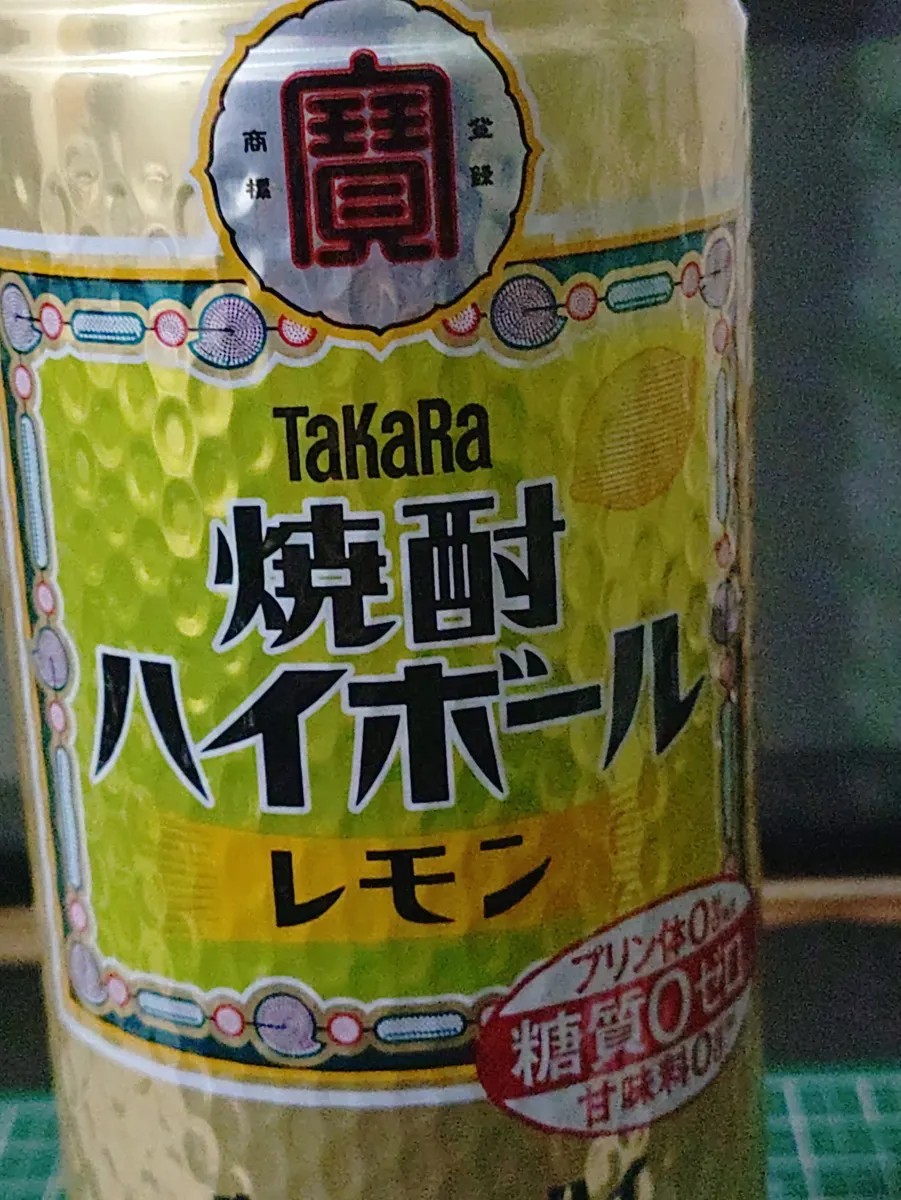 登録
商標
寶
TaKaRa
焼酎
ハイボール
レモン
プリン体0
糖質0ゼロ
甘味料0